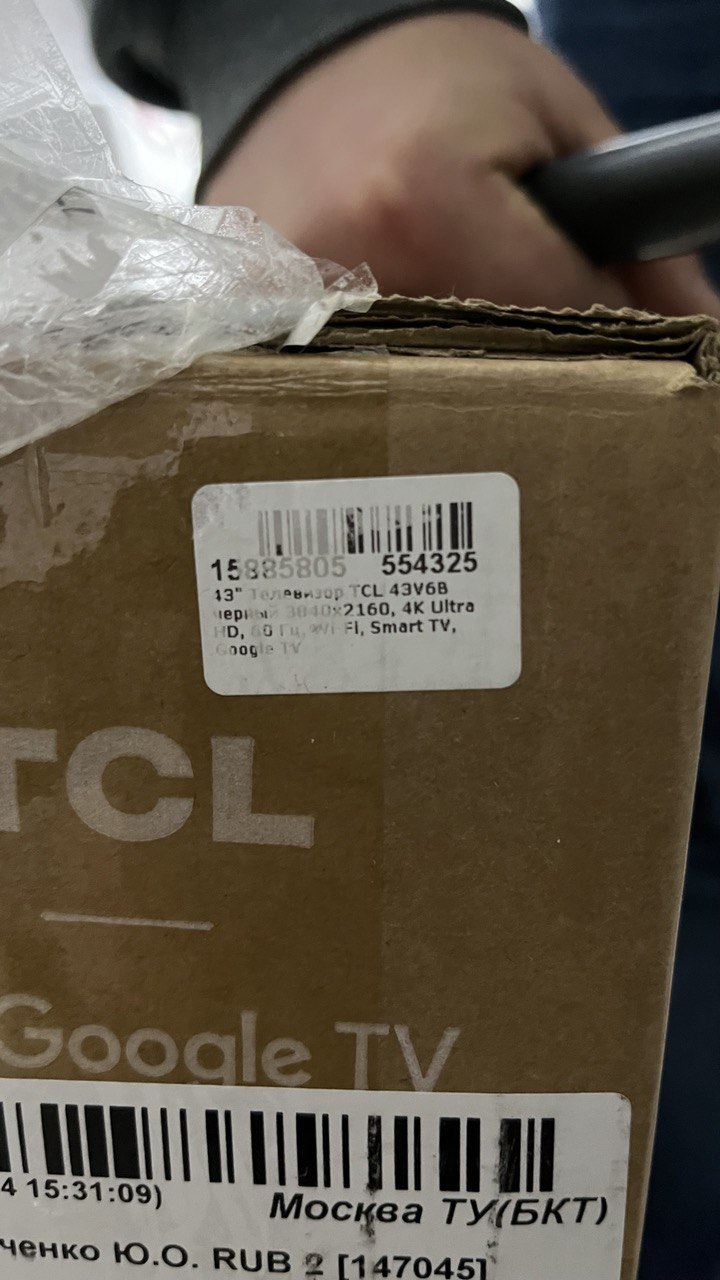 15885805 554325
43" Телевизор TCL 43V6B
черный 3840x2160, 4K Ultra
HD, 60 Гц, Wi-Fi, Smart TV,
Google TV
TCL
Google TV
4 15:31:09)
Москва ТУ(БКТ)
ченко Ю.О. RUB 2 [147045]